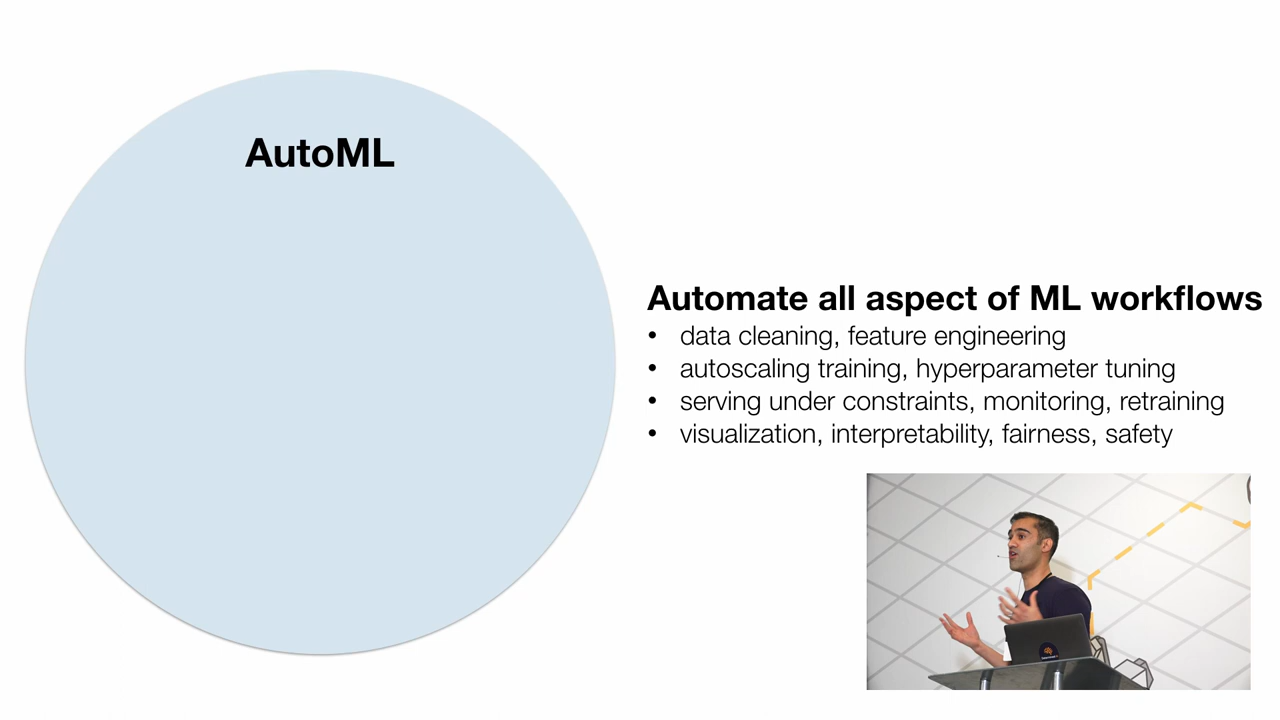 AutoML
Automate all aspect of ML workflows
• data cleaning, feature engineering
• autoscaling training, hyperparameter tuning
• serving under constraints, monitoring, retraining
• visualization, interpretability, fairness, safety